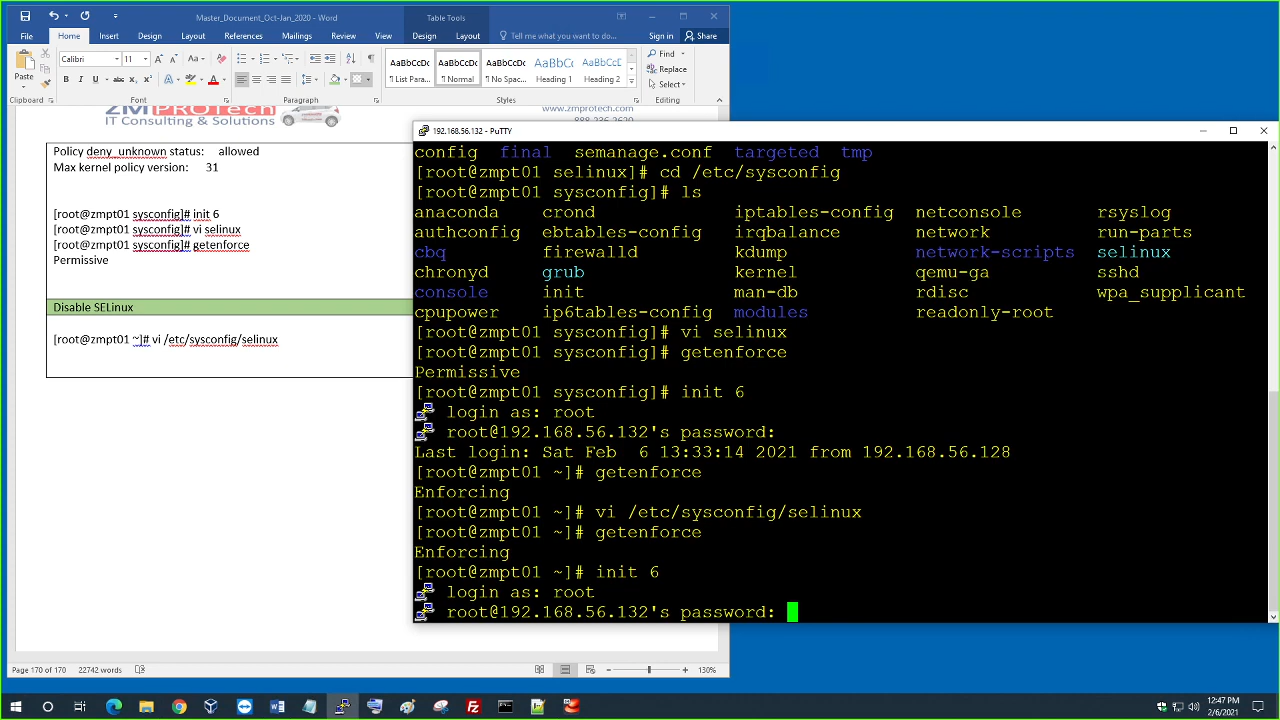 Master_Document_Oct-Jan_2020 - Word
Table Tools
File Home Insert Design Layout References Mailings Review View Design Layout Tell me what you want to do... Sign in Share
Paste
Calibri 11
AaBbCcDc AaBbCcDc AaBbCcDc AaBbCc AaBbCcD
¶ List Para... ¶ Normal ¶ No Spac... Heading 1 Heading 2
Find
Replace
Select
Clipboard Font Paragraph Styles Editing
ZMPROTech
IT Consulting & Solutions
www.zmprotech.com
888-236-2620
Policy deny_unknown status: allowed
Max kernel policy version: 31
[root@zmpt01 sysconfig]# init 6
[root@zmpt01 sysconfig]# vi selinux
[root@zmpt01 sysconfig]# getenforce
Permissive
Disable SELinux
[root@zmpt01 ~]# vi /etc/sysconfig/selinux
192.168.56.132 - PuTTY
config final semanage.conf targeted tmp
[root@zmpt01 selinux]# cd /etc/sysconfig
[root@zmpt01 sysconfig]# ls
anaconda crond iptables-config netconsole rsyslog
authconfig ebtables-config irqbalance network run-parts
cbq firewalld kdump network-scripts selinux
chronyd grub kernel qemu-ga sshd
console init man-db rdisc wpa_supplicant
cpupower ip6tables-config modules readonly-root
[root@zmpt01 sysconfig]# vi selinux
[root@zmpt01 sysconfig]# getenforce
Permissive
[root@zmpt01 sysconfig]# init 6
login as: root
root@192.168.56.132's password:
Last login: Sat Feb  6 13:33:14 2021 from 192.168.56.128
[root@zmpt01 ~]# getenforce
Enforcing
[root@zmpt01 ~]# vi /etc/sysconfig/selinux
[root@zmpt01 ~]# getenforce
Enforcing
[root@zmpt01 ~]# init 6
login as: root
root@192.168.56.132's password:
Page 170 of 170 22742 words
130%
12:47 PM
2/6/2021